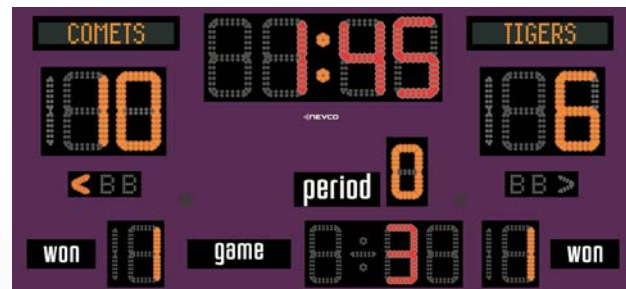 COMETS 1:45 TIGERS
10 6
NEVCO
< BB period 0 BB >
won 1 game 3 1 won